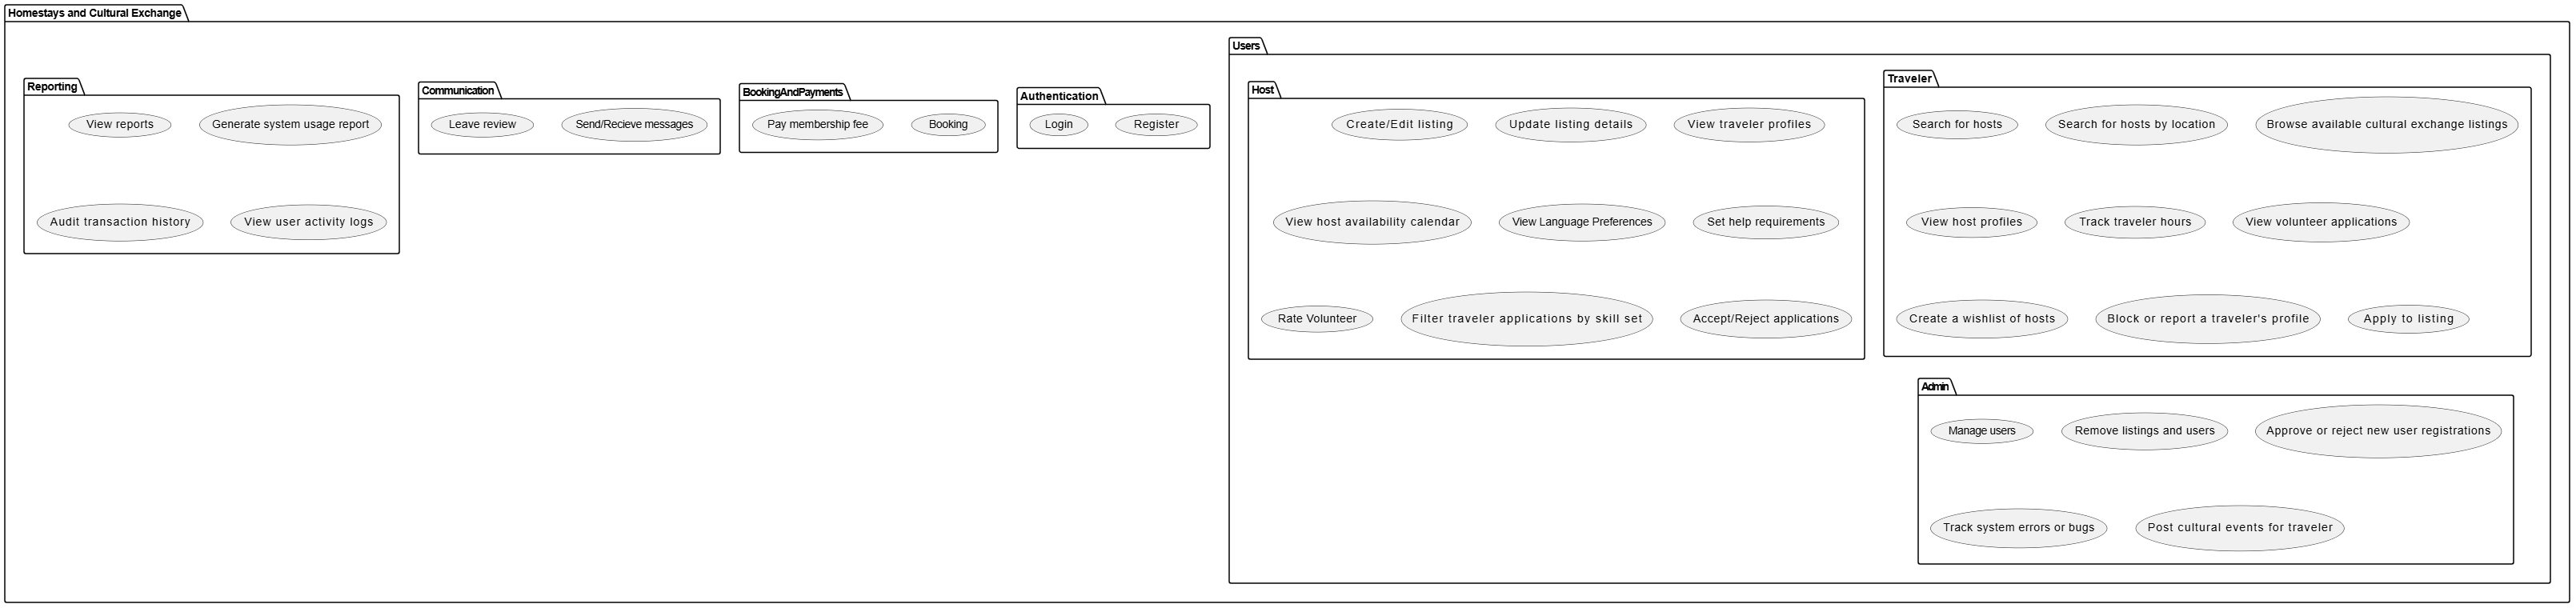 Homestays and Cultural Exchange
Reporting
View reports
Generate system usage report
Audit transaction history
View user activity logs
Communication
Leave review
Send/Recieve messages
BookingAndPayments
Pay membership fee
Booking
Authentication
Login
Register
Users
Host
Create/Edit listing
Update listing details
View traveler profiles
View host availability calendar
View Language Preferences
Set help requirements
Rate Volunteer
Filter traveler applications by skill set
Accept/Reject applications
Traveler
Search for hosts
Search for hosts by location
Browse available cultural exchange listings
View host profiles
Track traveler hours
View volunteer applications
Create a wishlist of hosts
Block or report a traveler's profile
Apply to listing
Admin
Manage users
Remove listings and users
Approve or reject new user registrations
Track system errors or bugs
Post cultural events for traveler